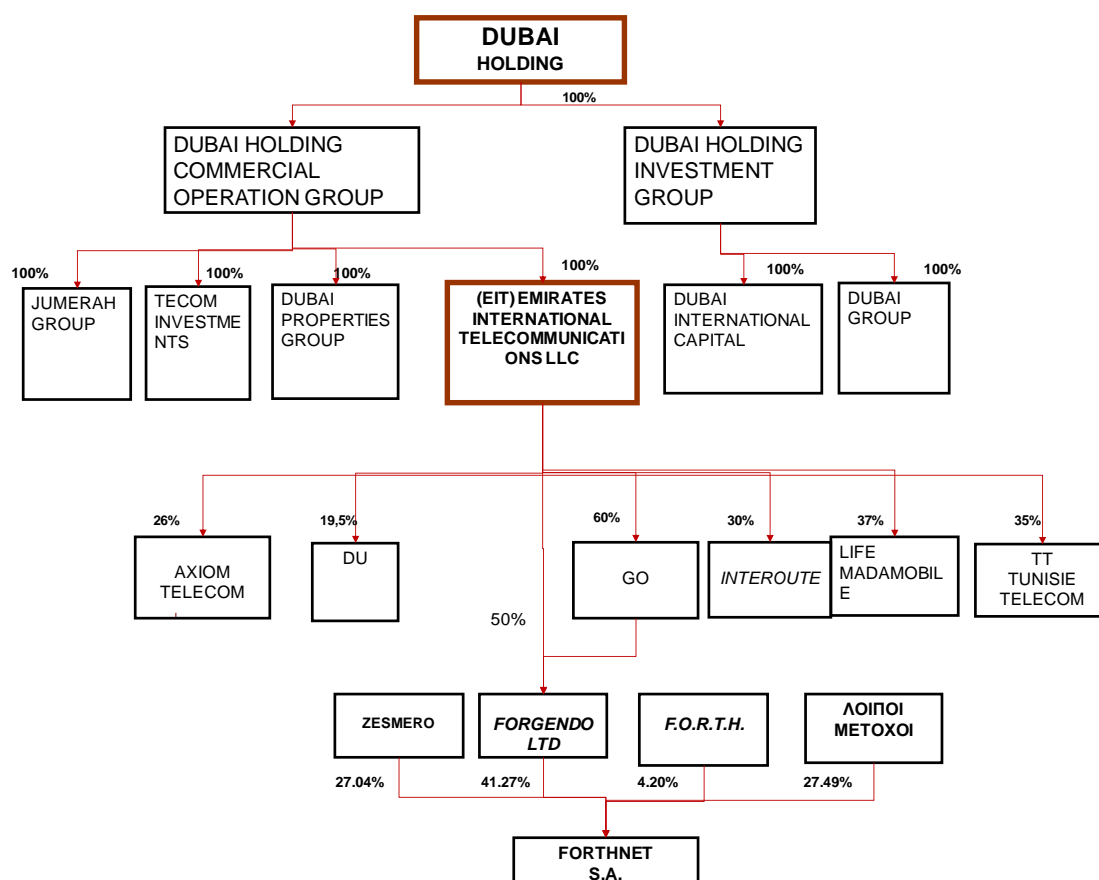 DUBAI
HOLDING
100%
DUBAI HOLDING
COMMERCIAL
OPERATION GROUP
DUBAI HOLDING
INVESTMENT
GROUP
100%
100%
100%
100%
100%
100%
JUMERAH
GROUP
TECOM
INVESTME
NTS
DUBAI
PROPERTIES
GROUP
(EIT) EMIRATES
INTERNATIONAL
TELECOMMUNICATI
ONS LLC
DUBAI
INTERNATIONAL
CAPITAL
DUBAI
GROUP
26%
19,5%
60%
30%
37%
35%
AXIOM
TELECOM
DU
GO
INTEROUTE
LIFE
MADAMOBIL
E
TT
TUNISIE
TELECOM
50%
ZESMERO
FORGENDO
LTD
F.O.R.T.H.
ΛΟΙΠΟΙ
ΜΕΤΟΧΟΙ
27.04%
41.27%
4.20%
27.49%
FORTHNET
S.A.